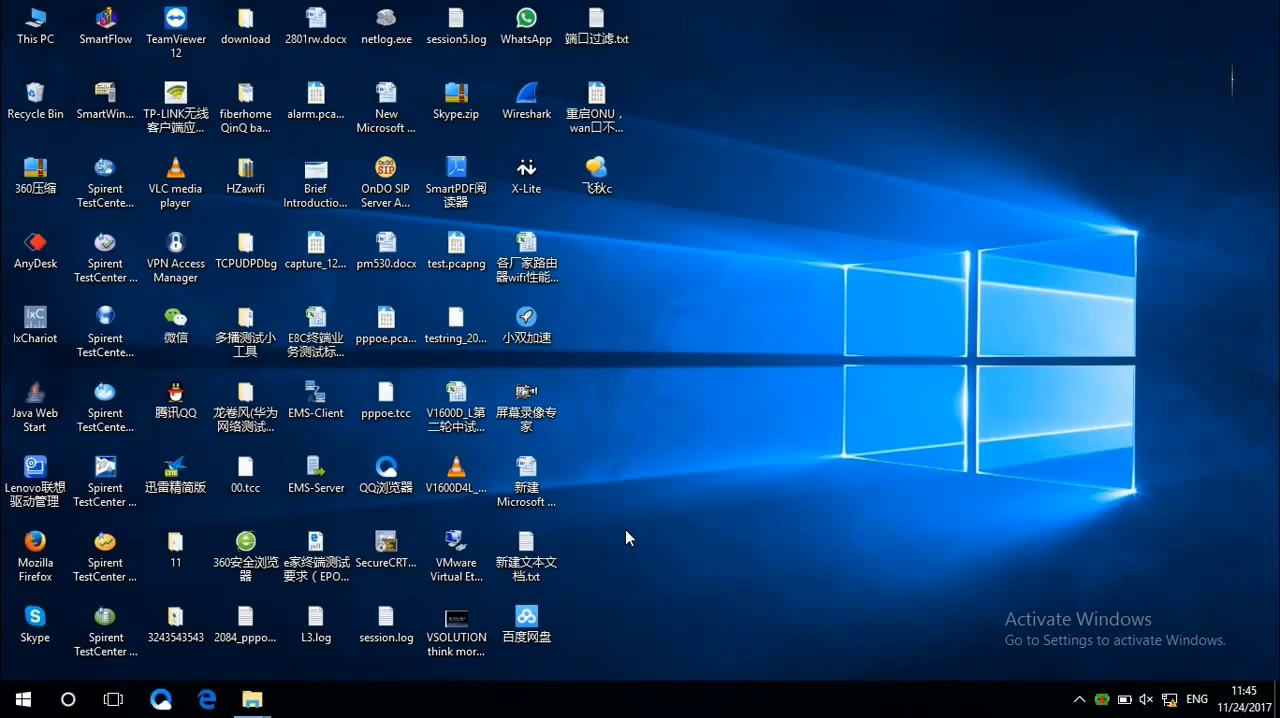 This PC
SmartFlow
TeamViewer
12
download
2801rw.docx
netlog.exe
session5.log
WhatsApp
端口过滤.txt
Recycle Bin
SmartWin...
TP-LINK无线
客户端应...
fiberhome
QinQ ba...
alarm.pca...
New
Microsoft ...
Skype.zip
Wireshark
重启ONU，
wan口不...
360压缩
Spirent
TestCente...
VLC media
player
HZawifi
Brief
Introductio...
OnDO SIP
Server A...
SmartPDF阅
读器
X-Lite
飞秋c
AnyDesk
Spirent
TestCenter ...
VPN Access
Manager
TCPUDPDbg
capture_12...
pm530.docx
test.pcapng
各厂家路由
器wifi性能...
IxChariot
Spirent
TestCente...
微信
多播测试小
工具
E8C终端业
务测试标...
pppoe.pca...
testring_20...
小双加速
Java Web
Start
Spirent
TestCente...
腾讯QQ
龙卷风(华为
网络测试...
EMS-Client
pppoe.tcc
V1600D_L第
二轮中试...
屏幕录像专
家
Lenovo联想
驱动管理
Spirent
TestCenter ...
迅雷精简版
00.tcc
EMS-Server
QQ浏览器
V1600D4L_...
新建
Microsoft ...
Mozilla
Firefox
Spirent
TestCenter ...
11
360安全浏览
器
e家终端测试
要求（EPO...
SecureCRT...
VMware
Virtual Et...
新建文本文
档.txt
Skype
Spirent
TestCenter ...
3243543543
2084_pppo...
L3.log
session.log
VSOLUTION
think mor...
百度网盘
Activate Windows
Go to Settings to activate Windows.
ENG
11:45
11/24/2017